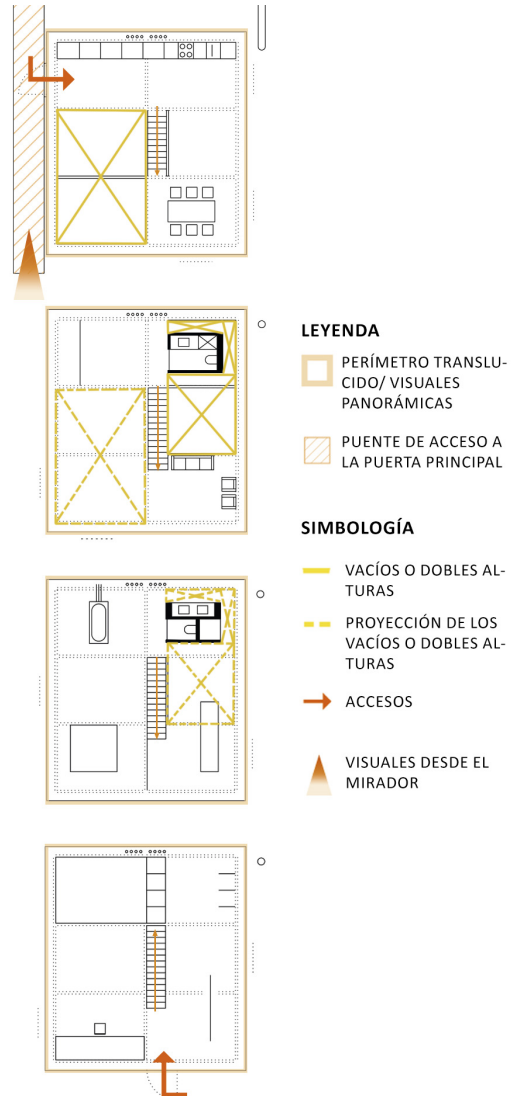 LEYENDA
PERÍMETRO TRANSLU-
CIDO/ VISUALES
PANORÁMICAS
PUENTE DE ACCESO A
LA PUERTA PRINCIPAL
SIMBOLOGÍA
VACÍOS O DOBLES AL-
TURAS
PROYECCIÓN DE LOS
VACÍOS O DOBLES AL-
TURAS
ACCESOS
VISUALES DESDE EL
MIRADOR